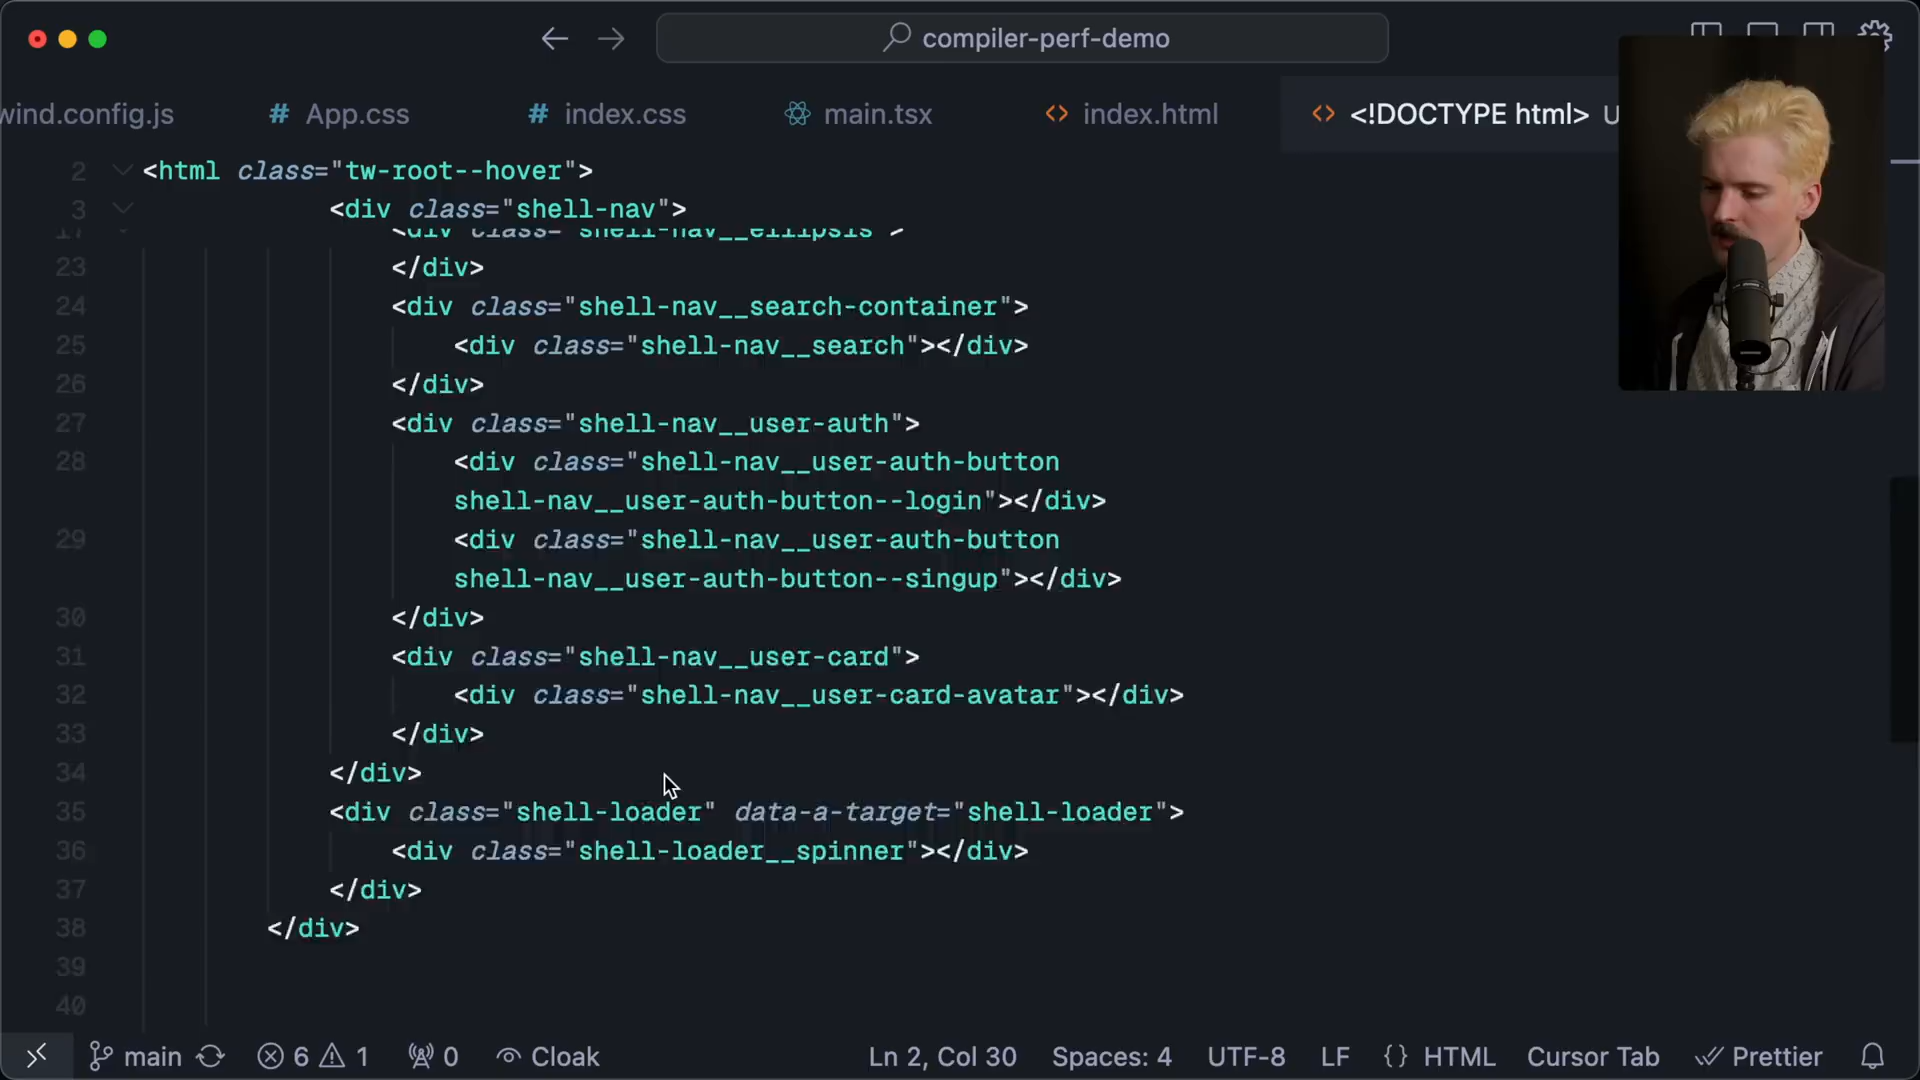 compiler-perf-demo
wind.config.js # App.css # index.css main.tsx <> index.html <> <!DOCTYPE html> U
2 <html class="tw-root--hover">
3 <div class="shell-nav">
17 <div class="shell-nav__ellipsis">
23 </div>
24 <div class="shell-nav__search-container">
25 <div class="shell-nav__search"></div>
26 </div>
27 <div class="shell-nav__user-auth">
28 <div class="shell-nav__user-auth-button
shell-nav__user-auth-button--login"></div>
29 <div class="shell-nav__user-auth-button
shell-nav__user-auth-button--singup"></div>
30 </div>
31 <div class="shell-nav__user-card">
32 <div class="shell-nav__user-card-avatar"></div>
33 </div>
34 </div>
35 <div class="shell-loader" data-a-target="shell-loader">
36 <div class="shell-loader__spinner"></div>
37 </div>
38 </div>
39
40
main 6 1 0 Cloak Ln 2, Col 30 Spaces: 4 UTF-8 LF {} HTML Cursor Tab Prettier